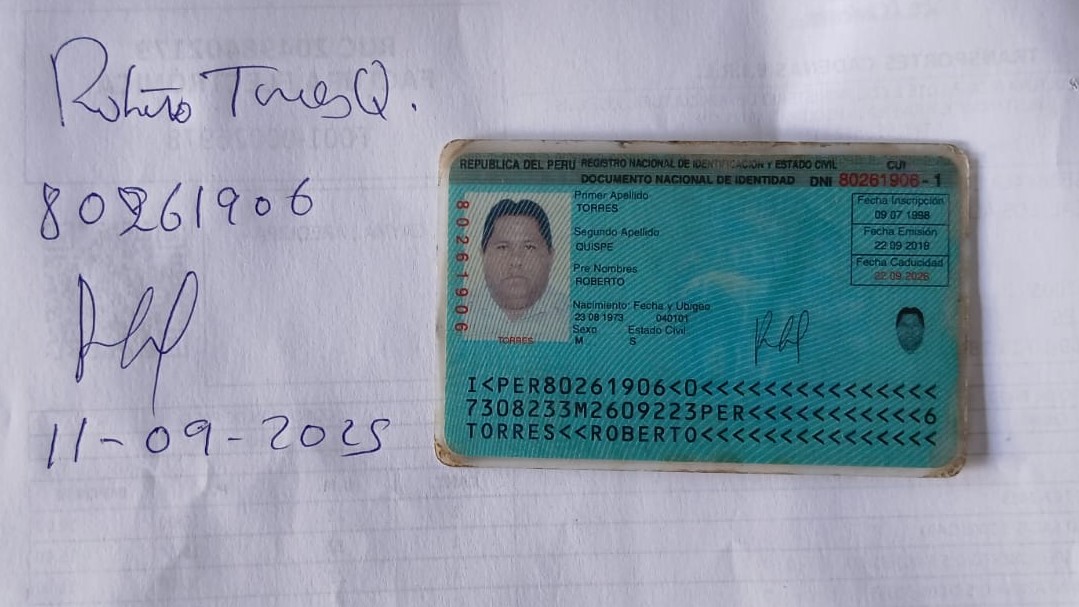 Roberto Torres Q.
80261906
11-09-2025
REPUBLICA DEL PERU REGISTRO NACIONAL DE IDENTIFICACION Y ESTADO CIVIL CUI
DOCUMENTO NACIONAL DE IDENTIDAD DNI 80261906-1
80261906
TORRES
Primer Apellido
TORRES
Segundo Apellido
QUISPE
Pre Nombres
ROBERTO
Nacimiento: Fecha y Ubigeo
23 08 1973 040101
Sexo Estado Civil
M S
Fecha Inscripción
09 07 1998
Fecha Emisión
22 09 2018
Fecha Caducidad
22 09 2026
I<PER80261906<0<<<<<<<<<<<<<<<
7308233M2609223PER<<<<<<<<<<<6
TORRES<<ROBERTO<<<<<<<<<<<<<<<